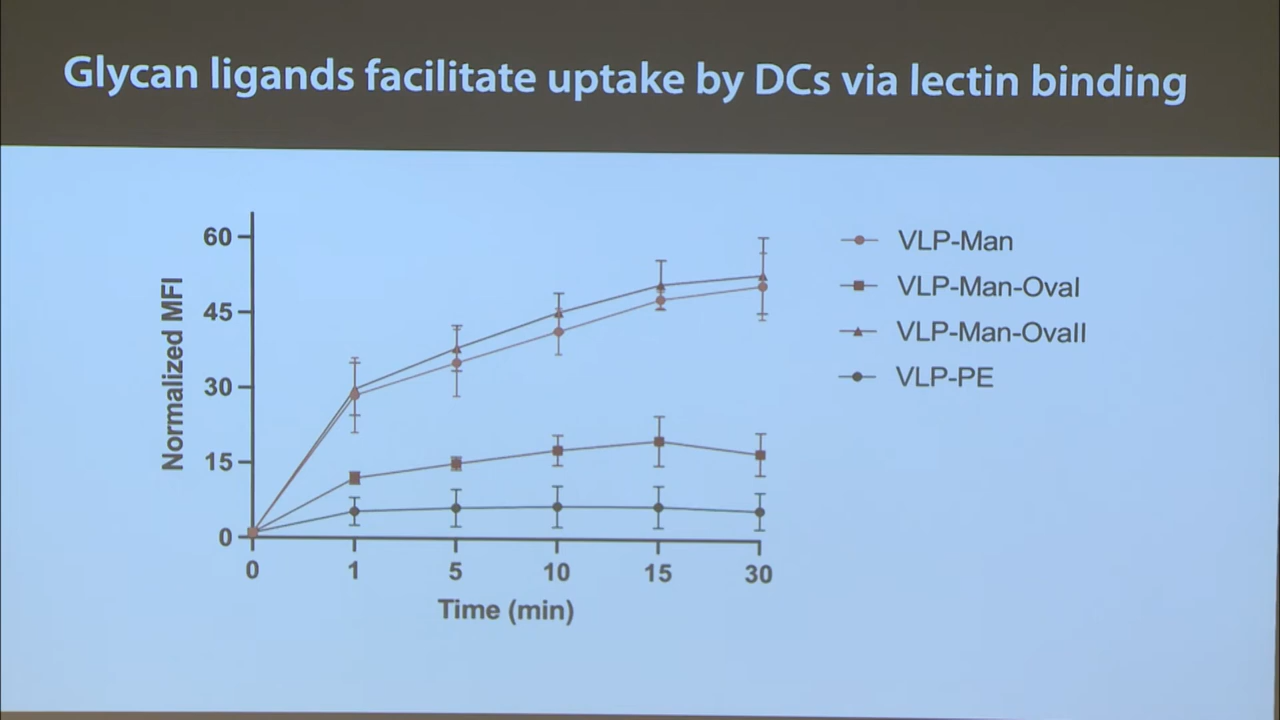 Glycan ligands facilitate uptake by DCs via lectin binding
Normalized MFI
60
45
30
15
0
0 1 5 10 15 30
Time (min)
VLP-Man
VLP-Man-OvaI
VLP-Man-OvaII
VLP-PE